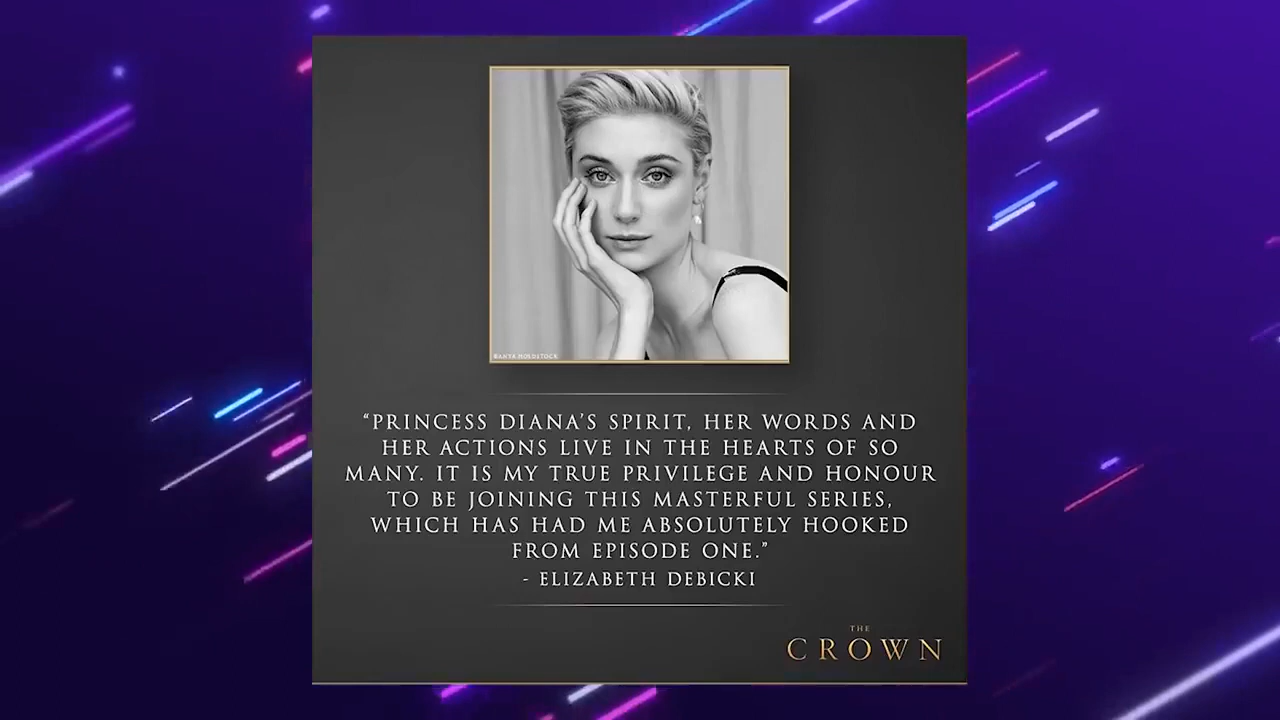 “PRINCESS DIANA’S SPIRIT, HER WORDS AND
HER ACTIONS LIVE IN THE HEARTS OF SO
MANY. IT IS MY TRUE PRIVILEGE AND HONOUR
TO BE JOINING THIS MASTERFUL SERIES,
WHICH HAS HAD ME ABSOLUTELY HOOKED
FROM EPISODE ONE.”
- ELIZABETH DEBICKI
THE
CROWN